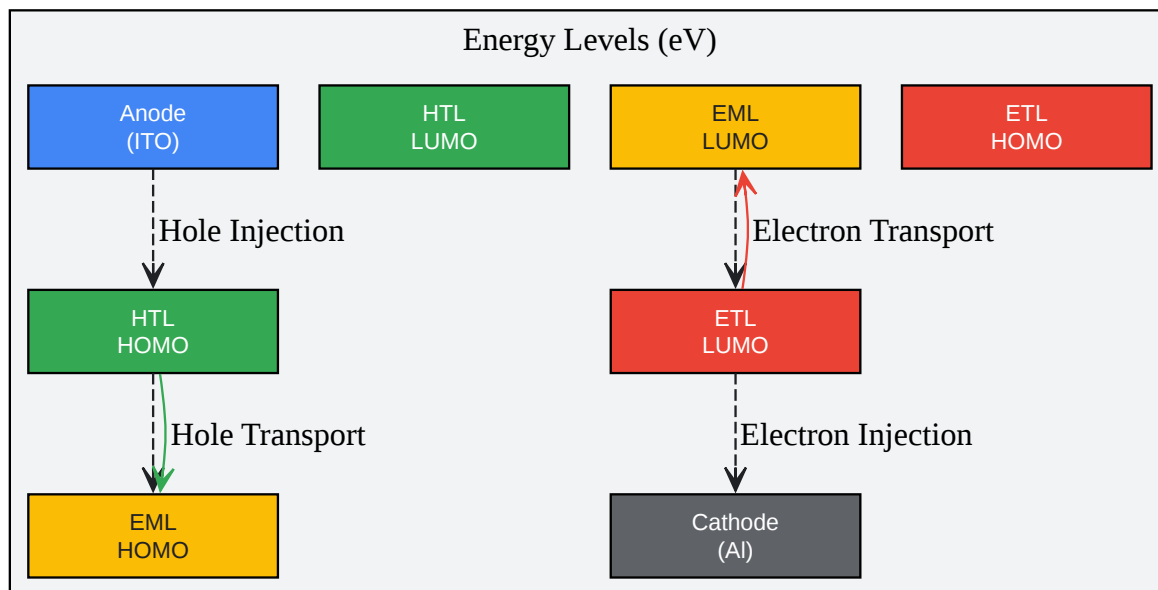 Energy Levels (eV)
Anode
(ITO)
HTL
LUMO
EML
LUMO
ETL
HOMO
Hole Injection
Electron Transport
HTL
HOMO
ETL
LUMO
Hole Transport
Electron Injection
EML
HOMO
Cathode
(Al)